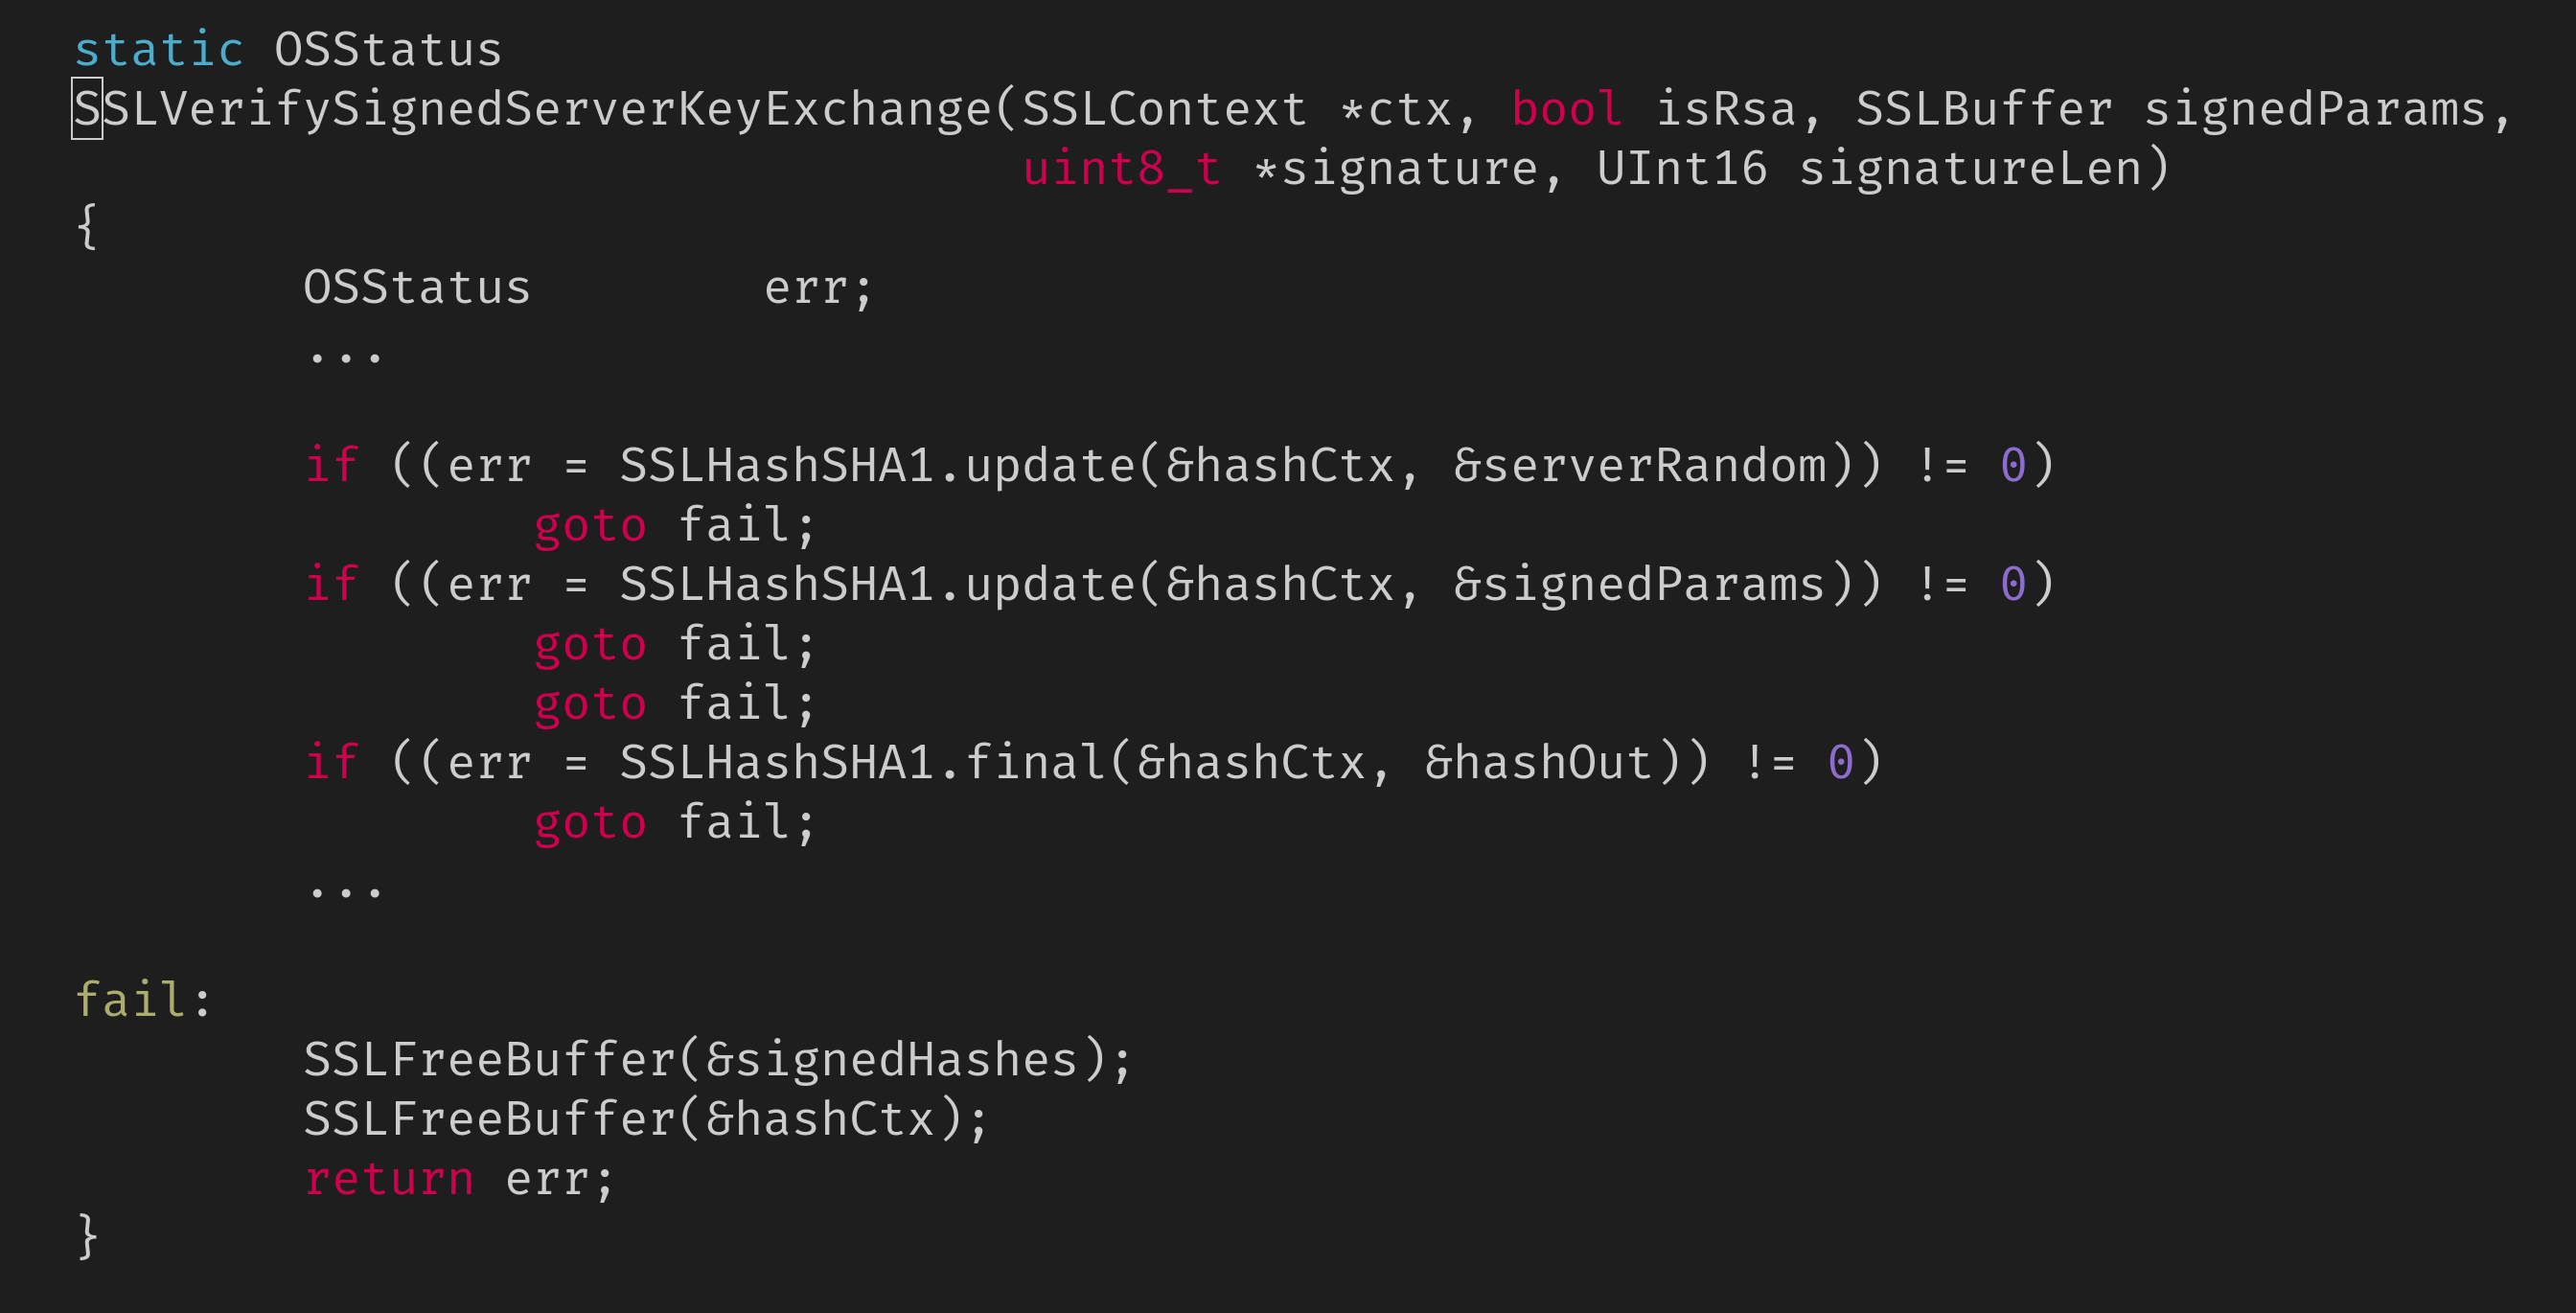 static OSStatus
SSLVerifySignedServerKeyExchange(SSLContext *ctx, bool isRsa, SSLBuffer signedParams,
                                 uint8_t *signature, UInt16 signatureLen)
{
        OSStatus        err;
        ...

        if ((err = SSLHashSHA1.update(&hashCtx, &serverRandom)) != 0)
                goto fail;
        if ((err = SSLHashSHA1.update(&hashCtx, &signedParams)) != 0)
                goto fail;
                goto fail;
        if ((err = SSLHashSHA1.final(&hashCtx, &hashOut)) != 0)
                goto fail;
        ...

fail:
        SSLFreeBuffer(&signedHashes);
        SSLFreeBuffer(&hashCtx);
        return err;
}